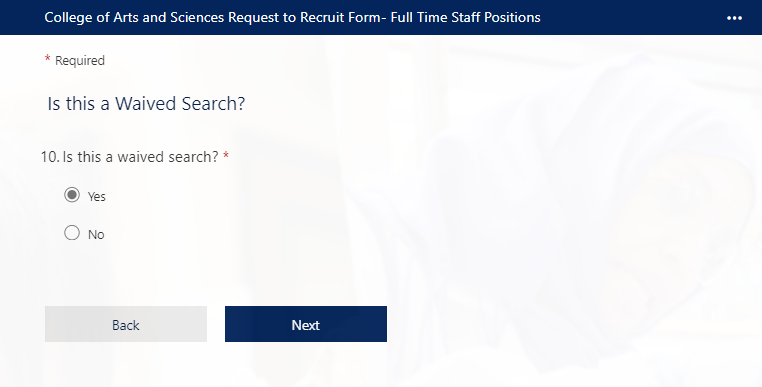 College of Arts and Sciences Request to Recruit Form- Full Time Staff Positions
* Required
Is this a Waived Search?
10. Is this a waived search? *
Yes
No
Back
Next